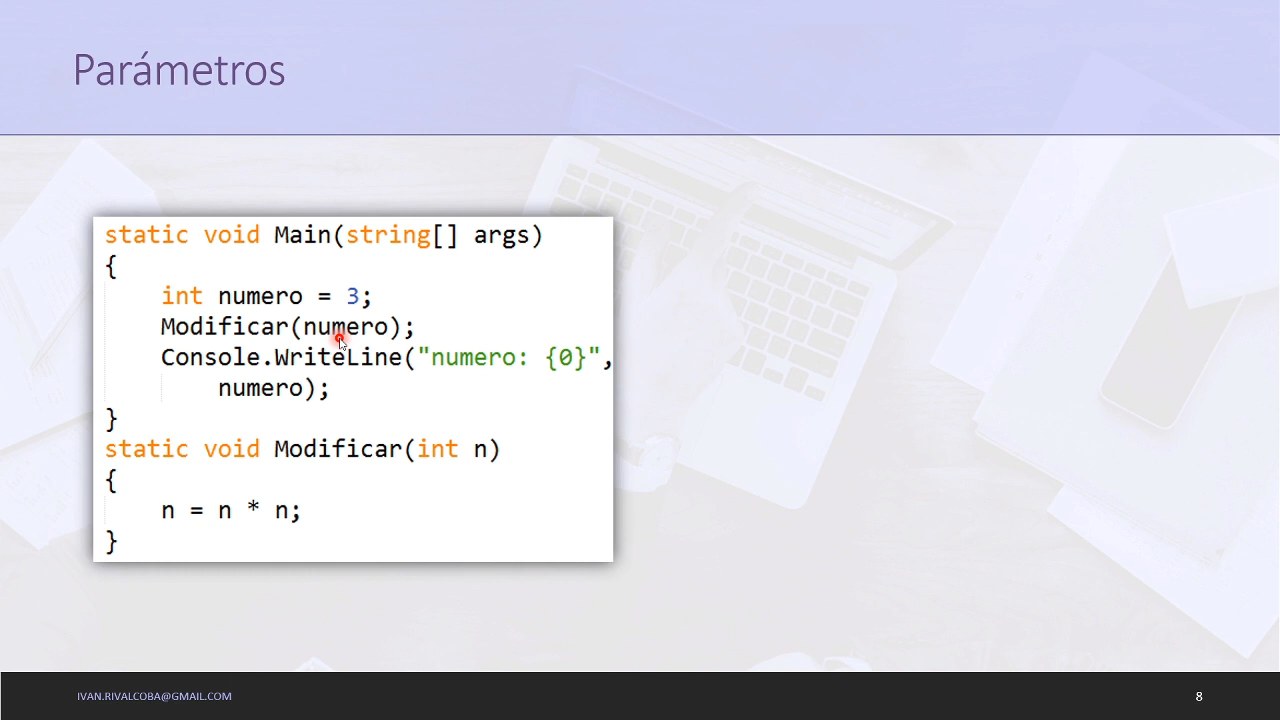 Parámetros
static void Main(string[] args)
{
    int numero = 3;
    Modificar(numero);
    Console.WriteLine("numero: {0}",
        numero);
}
static void Modificar(int n)
{
    n = n * n;
}
IVAN.RIVALCOBA@GMAIL.COM
8